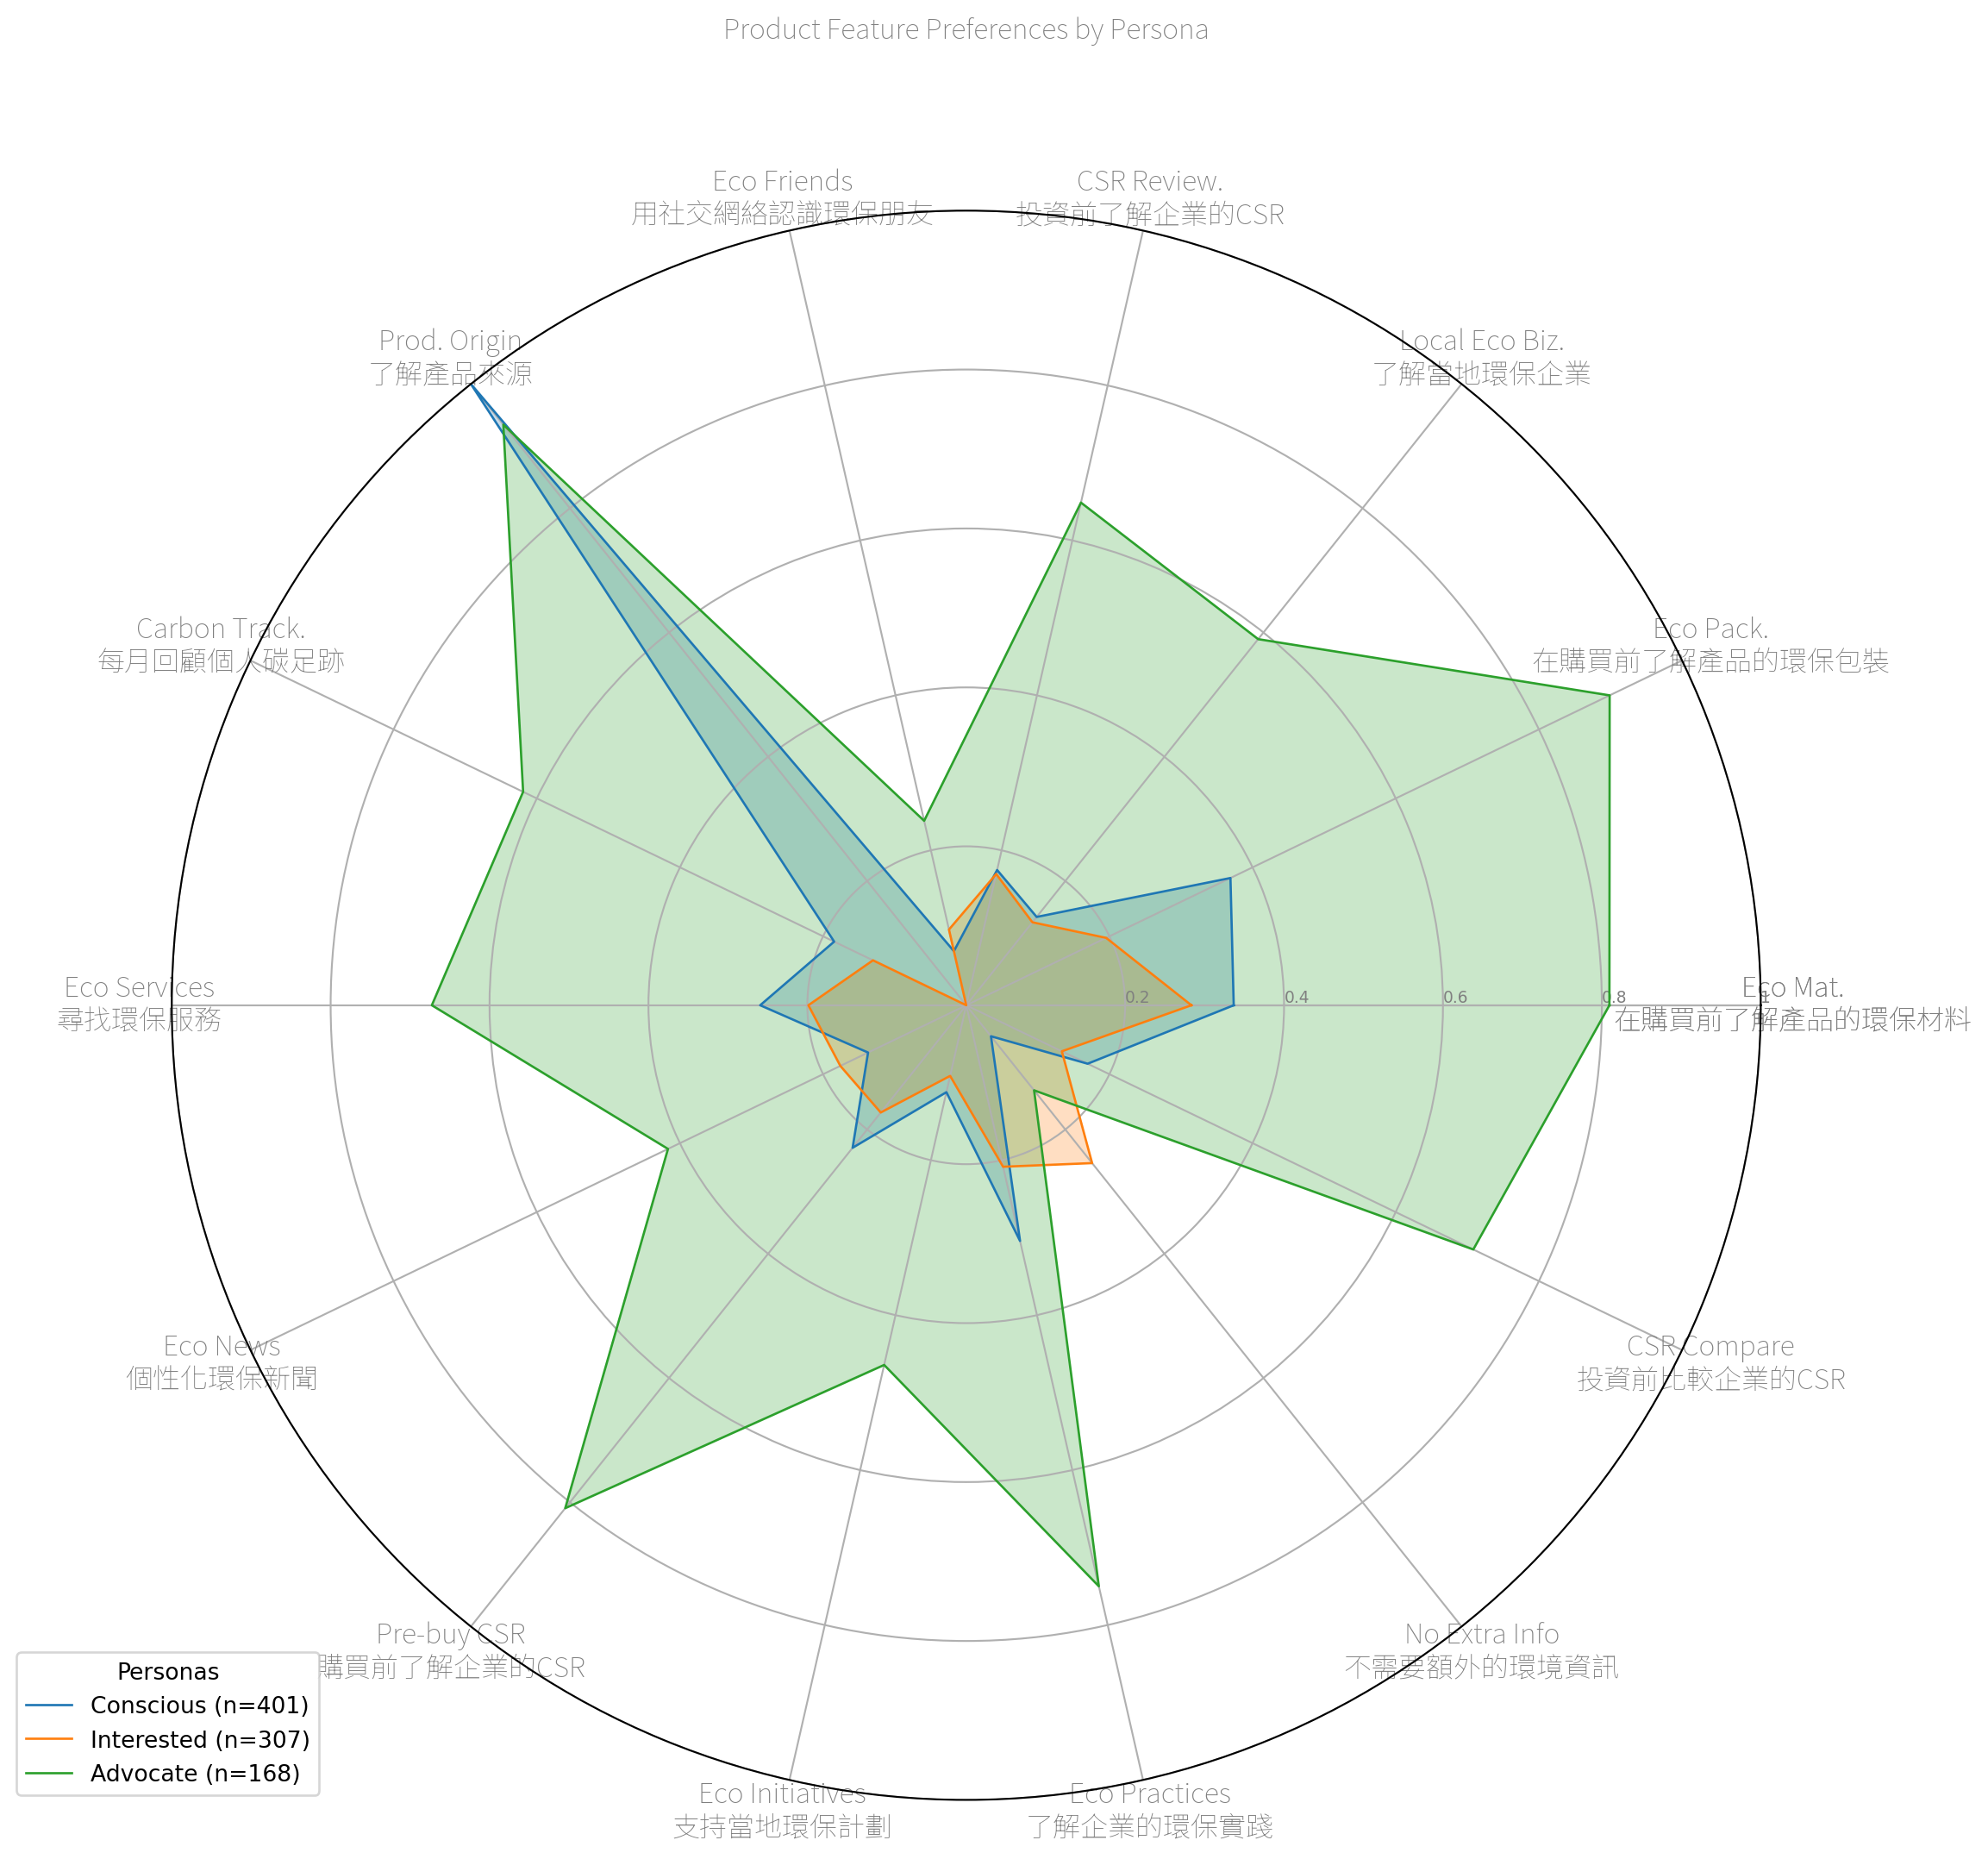 Product Feature Preferences by Persona
Eco Friends
用社交網絡認識環保朋友
CSR Review.
投資前了解企業的CSR
Prod. Origin
了解產品來源
Local Eco Biz.
了解當地環保企業
Carbon Track.
每月回顧個人碳足跡
Eco Pack.
在購買前了解產品的環保包裝
Eco Services
尋找環保服務
0.2
0.4
0.6
0.8
1
Eco Mat.
在購買前了解產品的環保材料
Eco News
個性化環保新聞
CSR Compare
投資前比較企業的CSR
Pre-buy CSR
購買前了解企業的CSR
No Extra Info
不需要額外的環境資訊
Personas
Conscious (n=401)
Interested (n=307)
Advocate (n=168)
Eco Initiatives
支持當地環保計劃
Eco Practices
了解企業的環保實踐